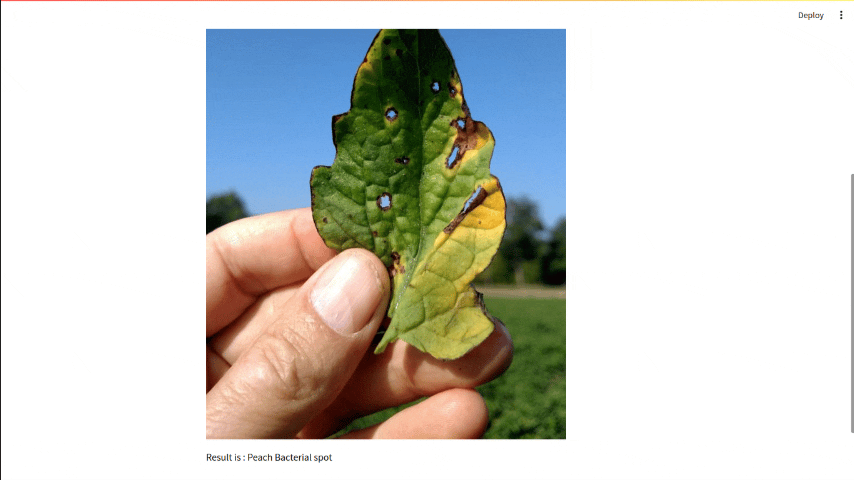 Deploy
Result is : Peach Bacterial spot